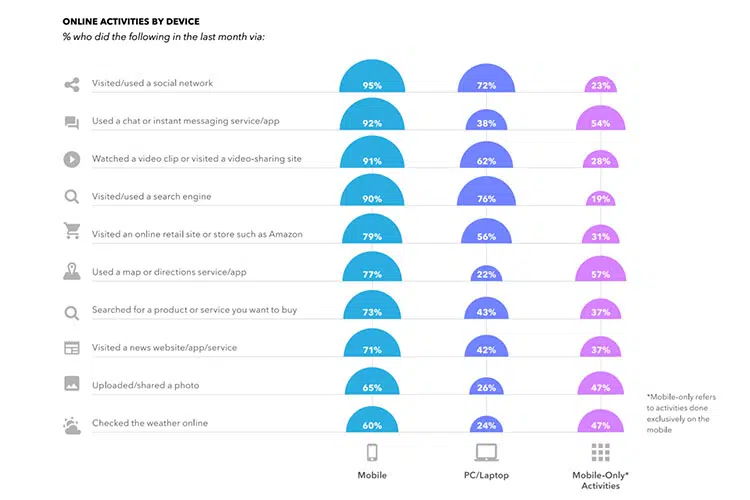 ONLINE ACTIVITIES BY DEVICE
% who did the following in the last month via:
Visited/used a social network 95% 72% 23%
Used a chat or instant messaging service/app 92% 38% 54%
Watched a video clip or visited a video-sharing site 91% 62% 28%
Visited/used a search engine 90% 76% 19%
Visited an online retail site or store such as Amazon 79% 56% 31%
Used a map or directions service/app 77% 22% 57%
Searched for a product or service you want to buy 73% 43% 37%
Visited a news website/app/service 71% 42% 37%
Uploaded/shared a photo 65% 26% 47%
Checked the weather online 60% 24% 47%
*Mobile-only refers
to activities done
exclusively on the
mobile
Mobile PC/Laptop Mobile-Only*
Activities